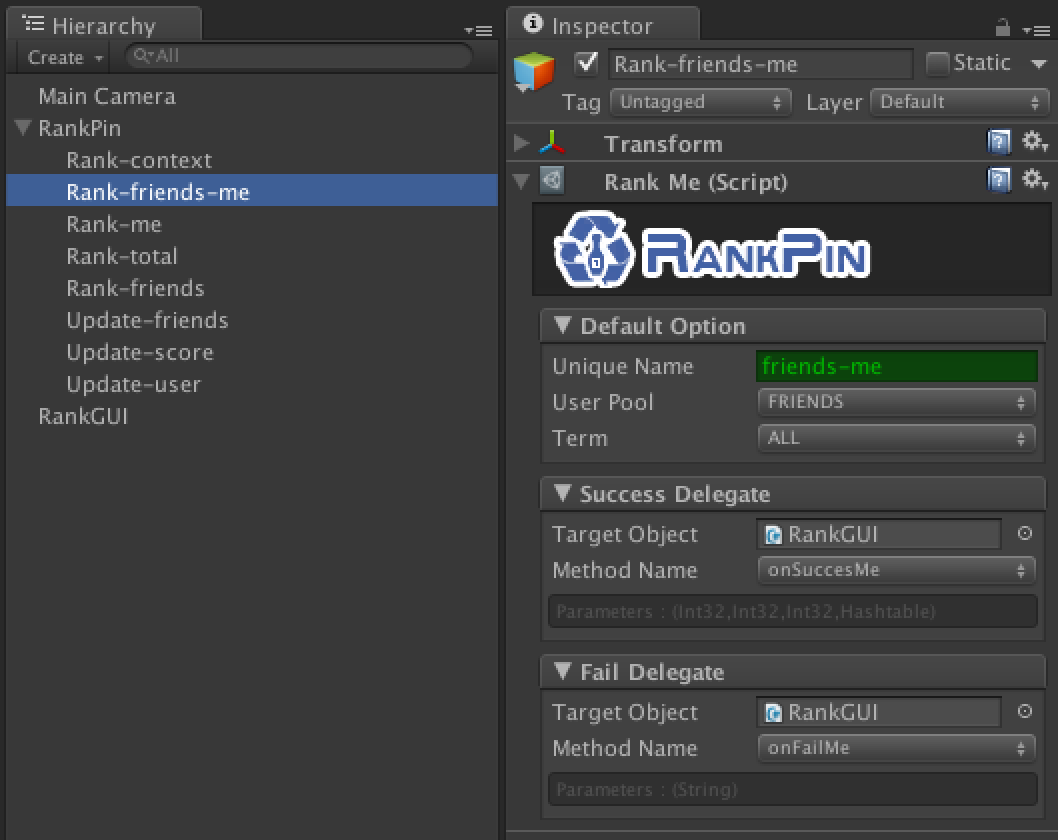 Hierarchy
Create
All
Main Camera
RankPin
Rank-context
Rank-friends-me
Rank-me
Rank-total
Rank-friends
Update-friends
Update-score
Update-user
RankGUI
Inspector
Rank-friends-me
Static
Tag Untagged Layer Default
Transform
Rank Me (Script)
RANKPIN
Default Option
Unique Name friends-me
User Pool FRIENDS
Term ALL
Success Delegate
Target Object RankGUI
Method Name onSuccesMe
Parameters : (Int32,Int32,Int32,Hashtable)
Fail Delegate
Target Object RankGUI
Method Name onFailMe
Parameters : (String)